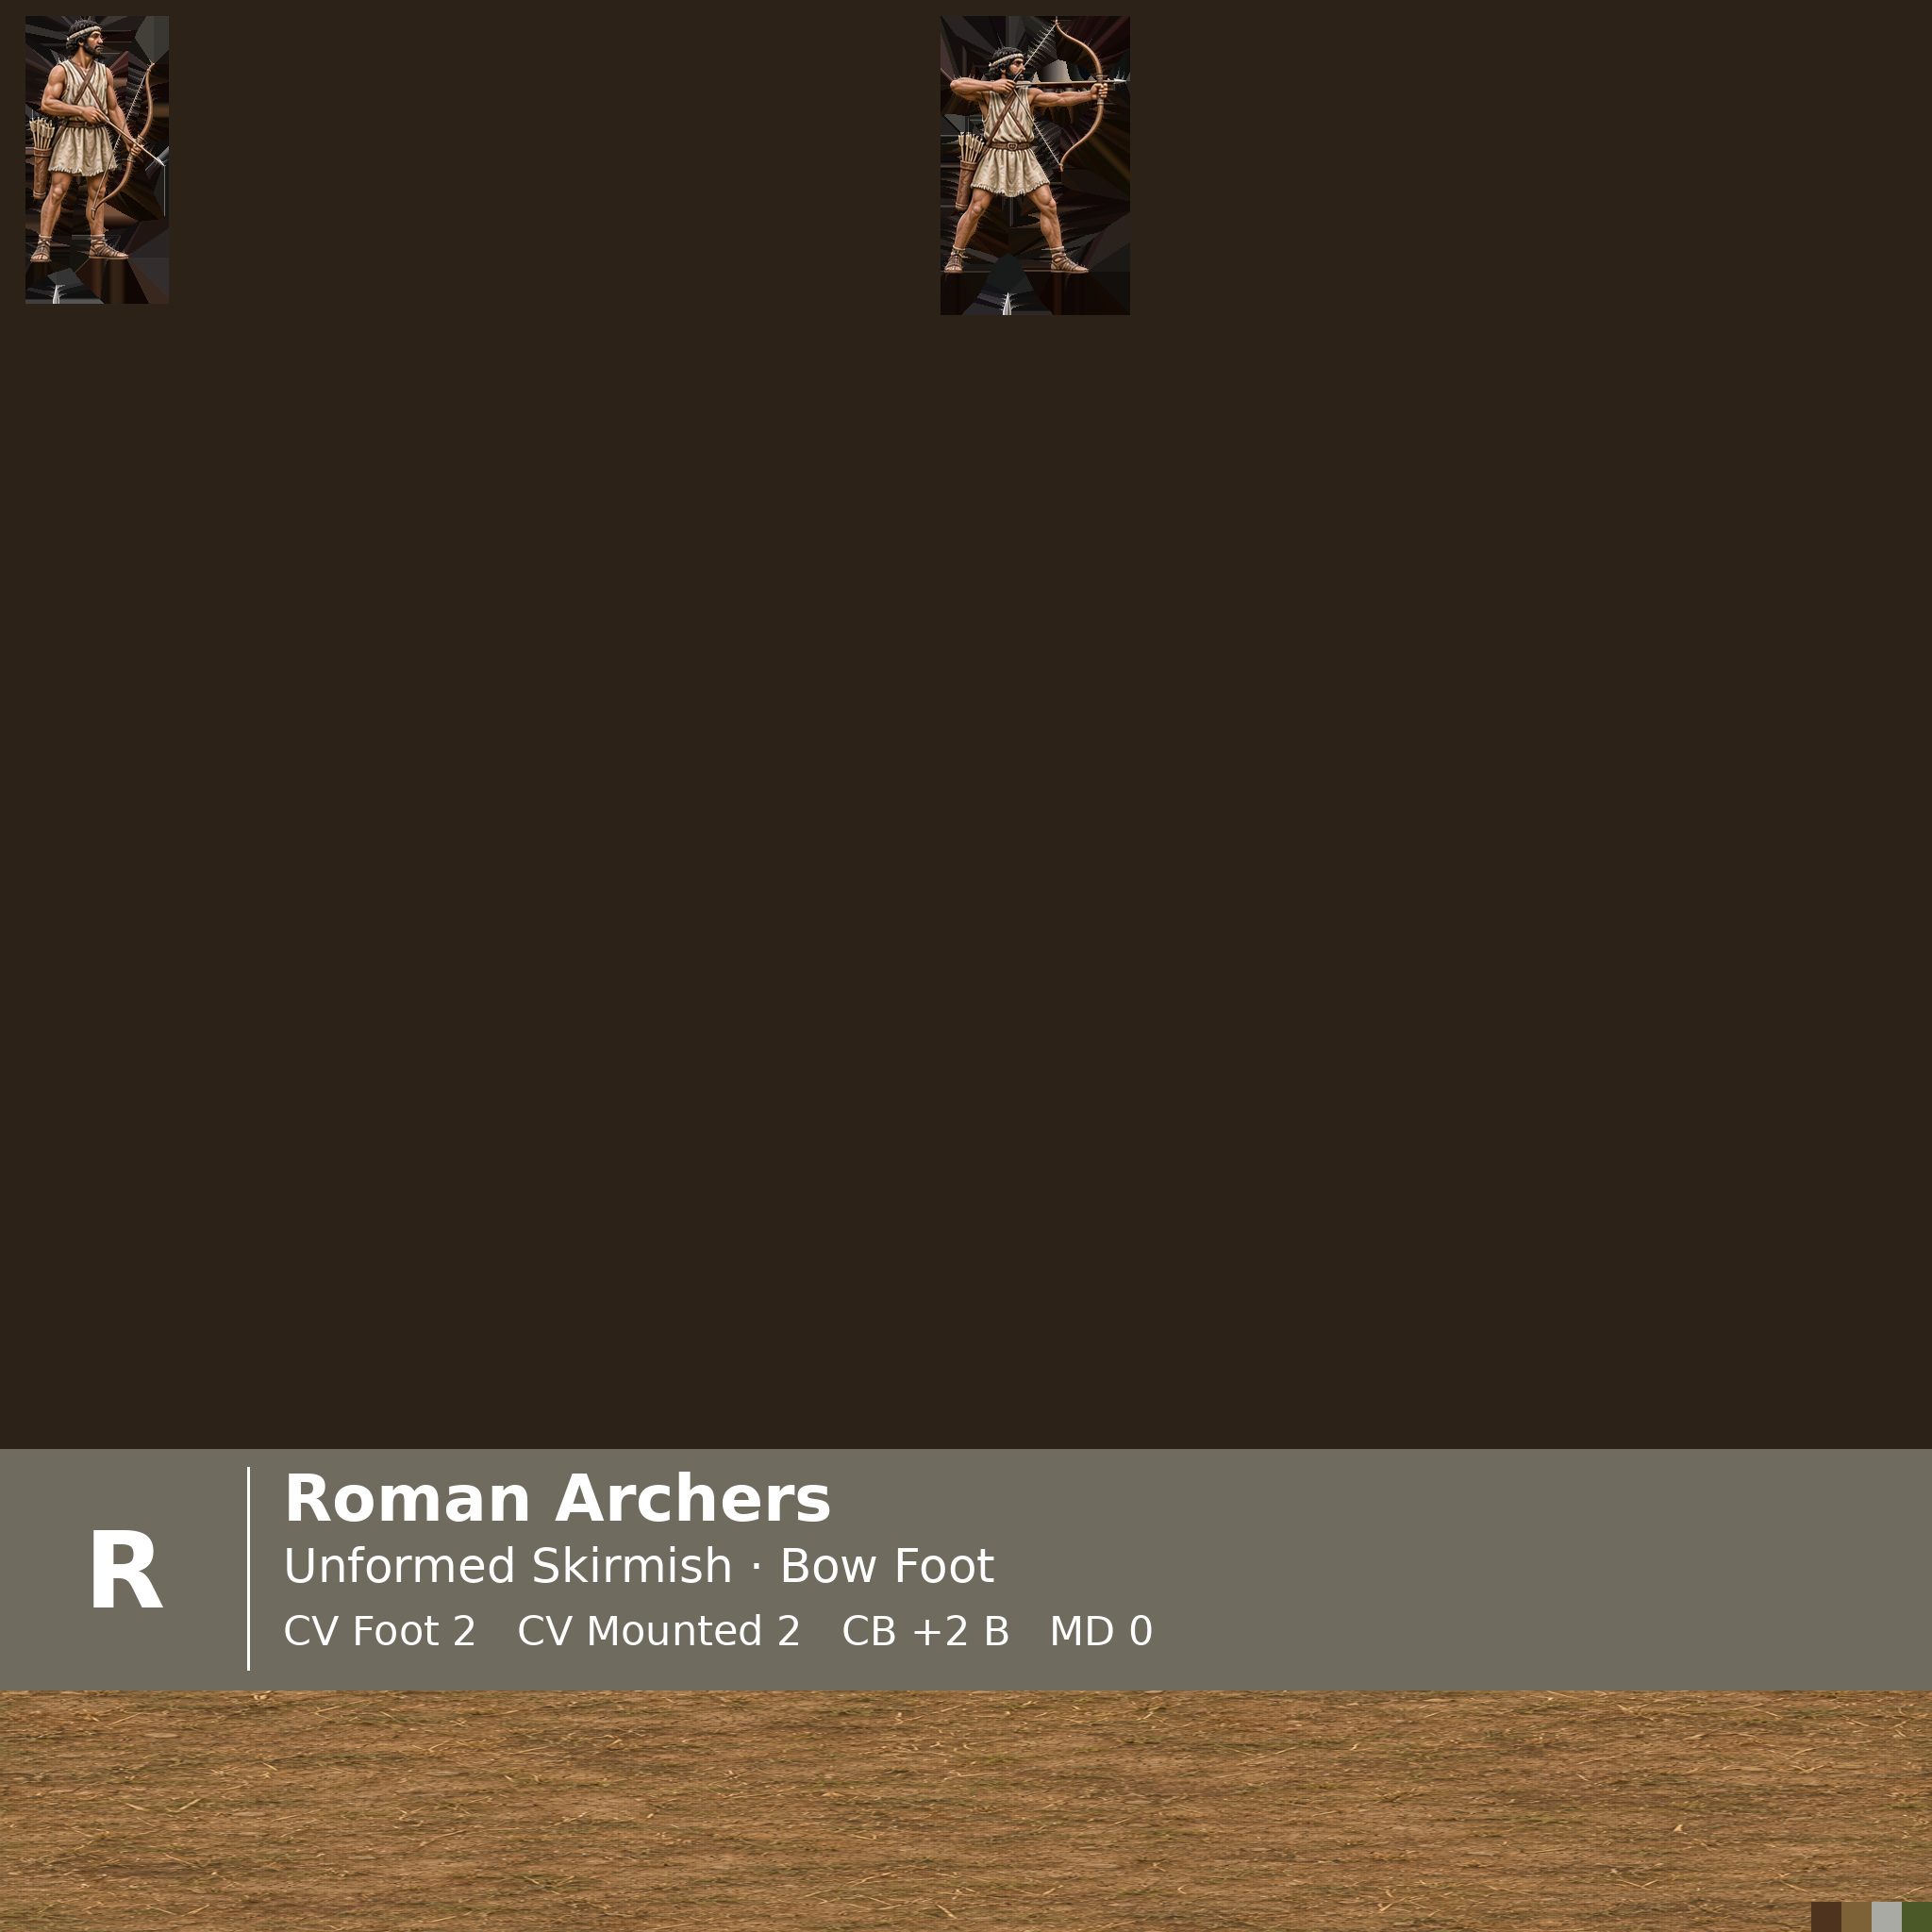 R
Roman Archers
Unformed Skirmish · Bow Foot
CV Foot 2 CV Mounted 2 CB +2 B MD 0